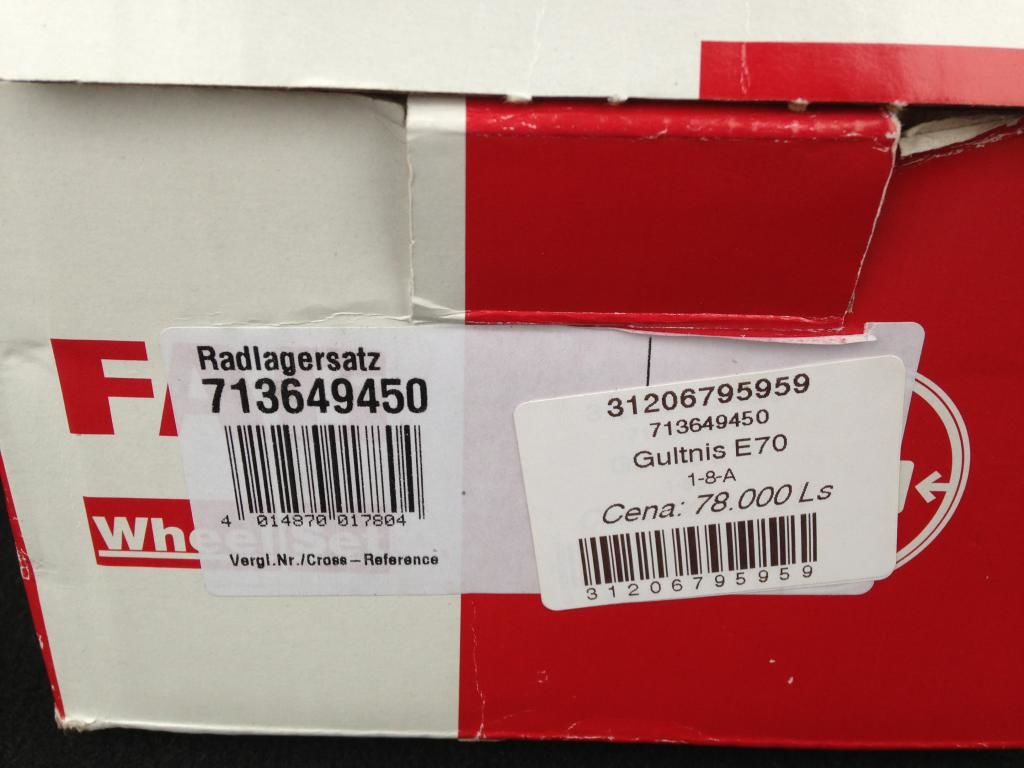 Radlagersatz
713649450
4 014870 017804
Vergl.Nr./Cross-Reference
31206795959
713649450
Gultnis E70
1-8-A
Cena: 78.000 Ls
31206795959
FA
WheelSet